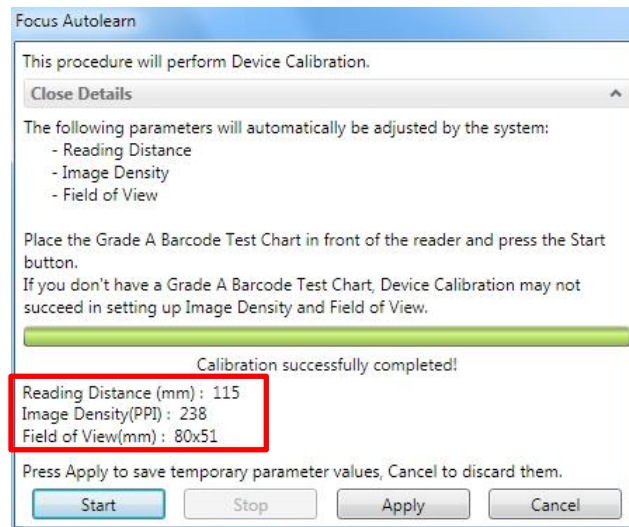 Focus Autolearn
This procedure will perform Device Calibration.
Close Details
The following parameters will automatically be adjusted by the system:
- Reading Distance
- Image Density
- Field of View
Place the Grade A Barcode Test Chart in front of the reader and press the Start
button.
If you don't have a Grade A Barcode Test Chart, Device Calibration may not
succeed in setting up Image Density and Field of View.
Calibration successfully completed!
Reading Distance (mm) : 115
Image Density(PPI) : 238
Field of View(mm) : 80x51
Press Apply to save temporary parameter values, Cancel to discard them.
Start Stop Apply Cancel